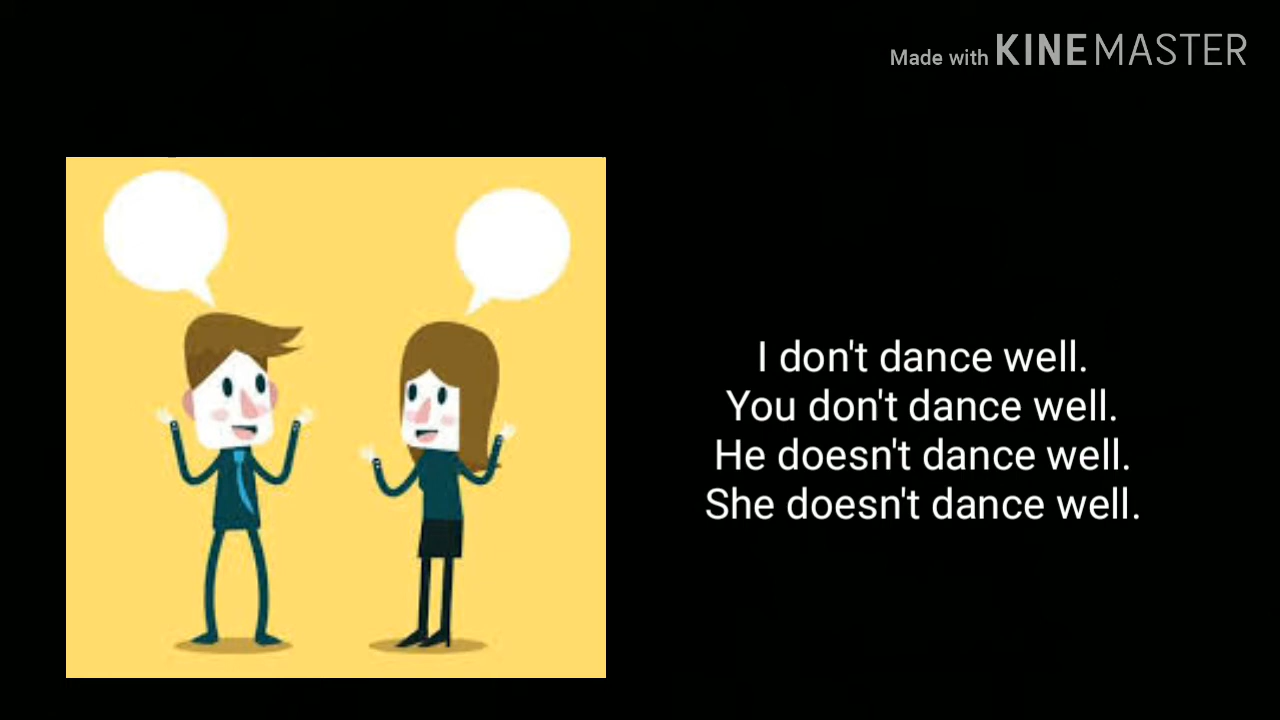 Made with KINEMASTER
I don't dance well.
You don't dance well.
He doesn't dance well.
She doesn't dance well.